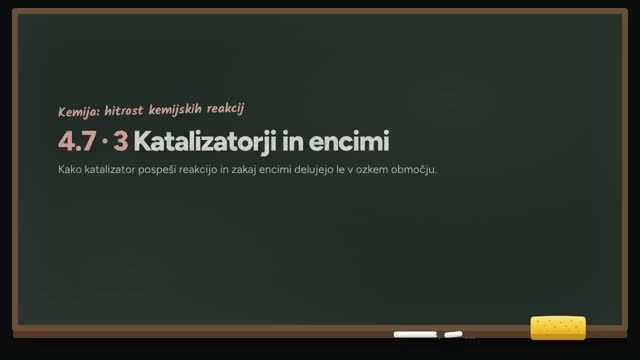 Kemija: hitrost kemijskih reakcij
4.7 · 3 Katalizatorji in encimi
Kako katalizator pospeši reakcijo in zakaj encimi delujejo le v ozkem območju.